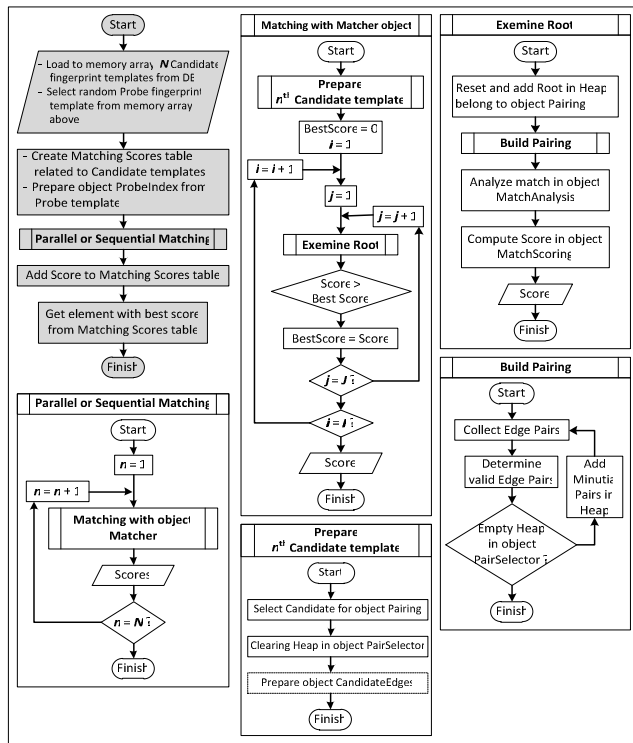 Start
– Load to memory array N Candidate
fingerprint templates from DB
– Select random Probe fingerprint
template from memory array
above
– Create Matching Scores table
related to Candidate templates
– Prepare object ProbeIndex from
Probe template
Parallel or Sequential Matching
Add Score to Matching Scores table
Get element with best score
from Matching Scores table
Finish
Parallel or Sequential Matching
Start
n = 1
n = n + 1
Matching with object
Matcher
Scores
n = N ?
Finish
Matching with Matcher object
Start
Prepare
nth Candidate template
BestScore = 0
i = 1
i = i + 1
j = 1
j = j + 1
Exemine Root
Score >
Best Score
BestScore = Score
j = J ?
i = I ?
Score
Finish
Prepare
nth Candidate template
Start
Select Candidate for object Pairing
Clearing Heap in object PairSelector
Prepare object CandidateEdges
Finish
Exemine Root
Start
Reset and add Root in Heap
belong to object Pairing
Build Pairing
Analyze match in object
MatchAnalysis
Compute Score in object
MatchScoring
Score
Finish
Build Pairing
Start
Collect Edge Pairs
Determine
valid Edge Pairs
Add
Minutia
Pairs in
Heap
Empty Heap
in object
PairSelector ?
Finish